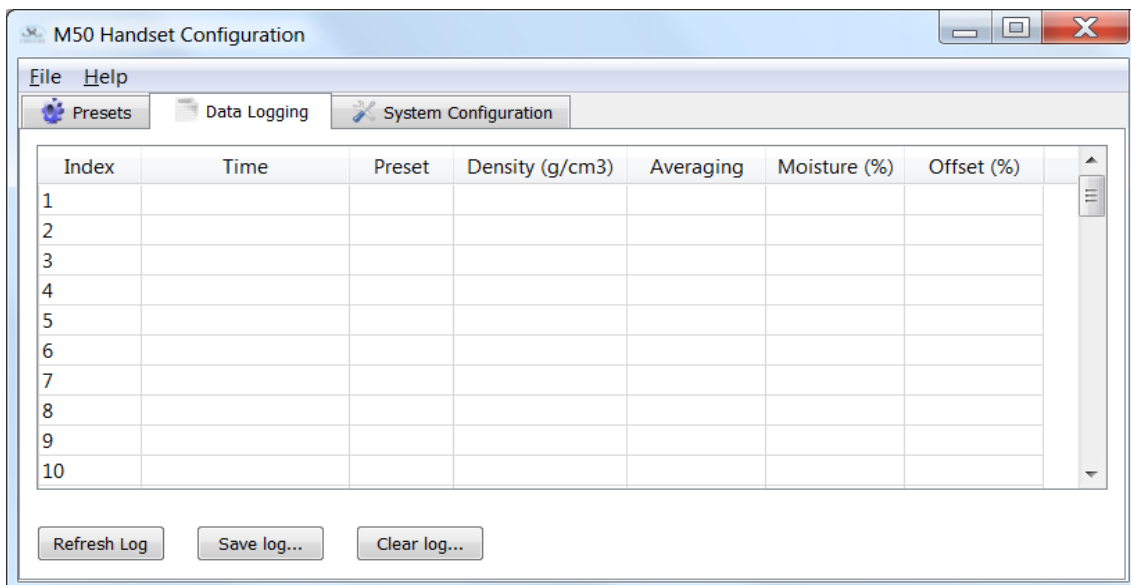 M50 Handset Configuration
File Help
Presets Data Logging System Configuration
Index Time Preset Density (g/cm3) Averaging Moisture (%) Offset (%)
1
2
3
4
5
6
7
8
9
10
Refresh Log Save log... Clear log...